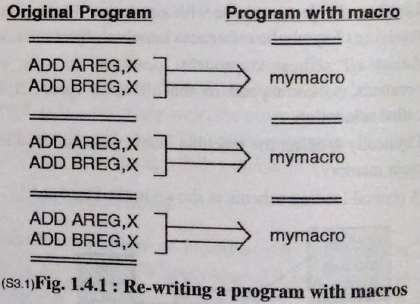 Original Program Program with macro
ADD AREG,X
ADD BREG,X mymacro
ADD AREG,X
ADD BREG,X mymacro
ADD AREG,X
ADD BREG,X mymacro
(S3.1)Fig. 1.4.1 : Re-writing a program with macros